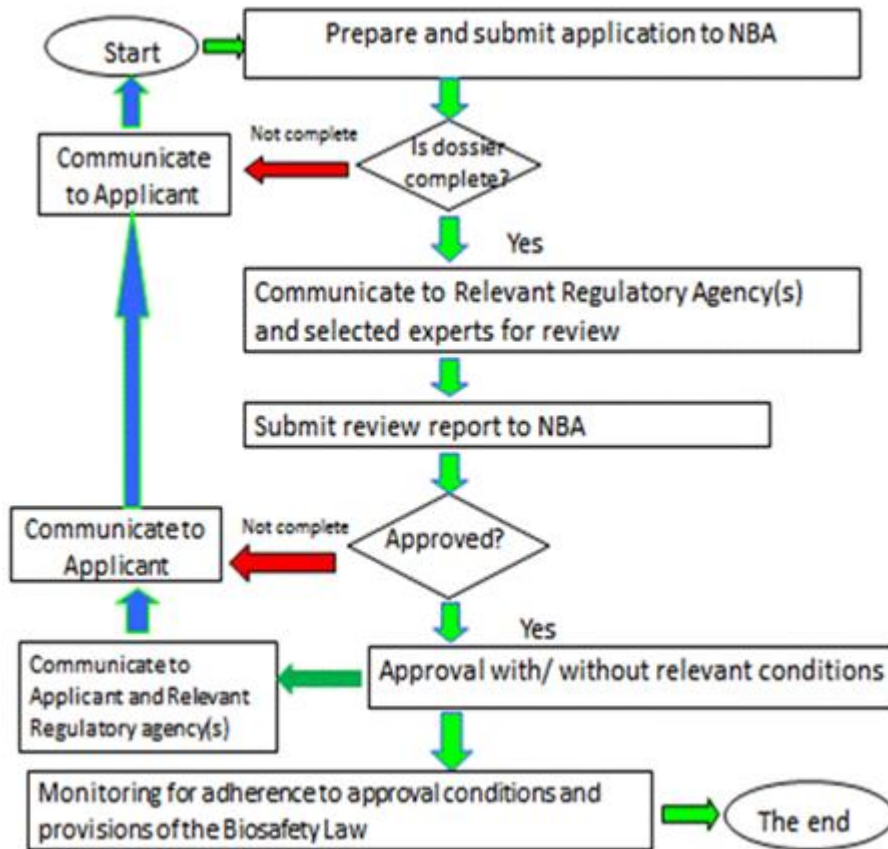 Start
Prepare and submit application to NBA
Not complete
Is dossier
complete?
Communicate
to Applicant
Yes
Communicate to Relevant Regulatory Agency(s)
and selected experts for review
Submit review report to NBA
Not complete
Approved?
Communicate to
Applicant
Yes
Approval with/ without relevant conditions
Communicate to
Applicant and Relevant
Regulatory agency(s)
Monitoring for adherence to approval conditions and
provisions of the Biosafety Law
The end